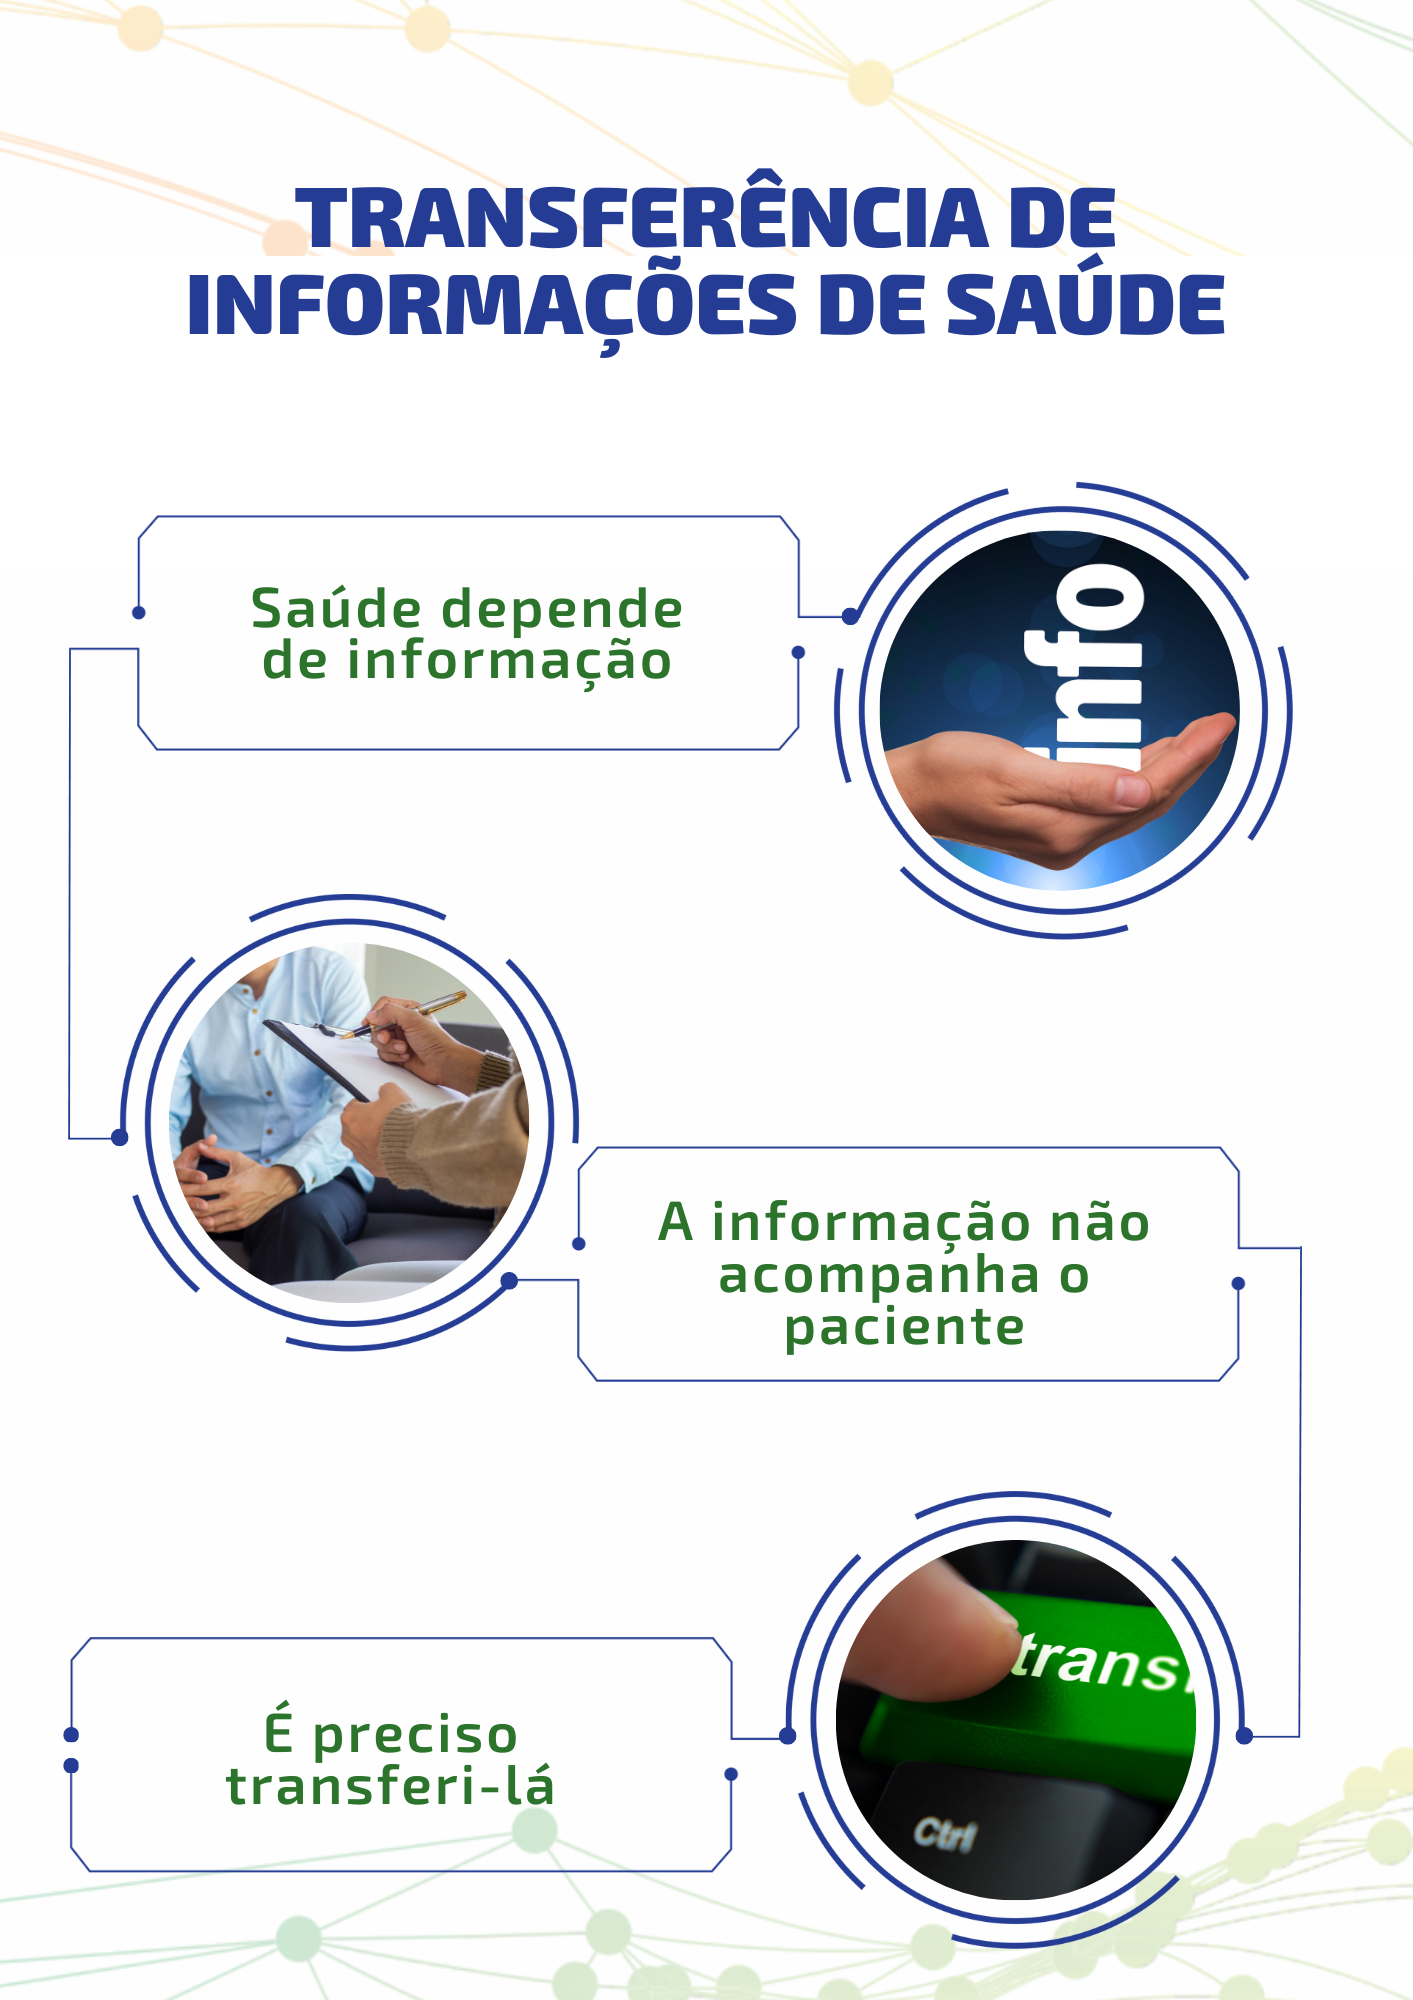 TRANSFERÊNCIA DE
INFORMAÇÕES DE SAÚDE
Saúde depende
de informação
info
A informação não
acompanha o
paciente
É preciso
transferi-lá
trans
Ctrl